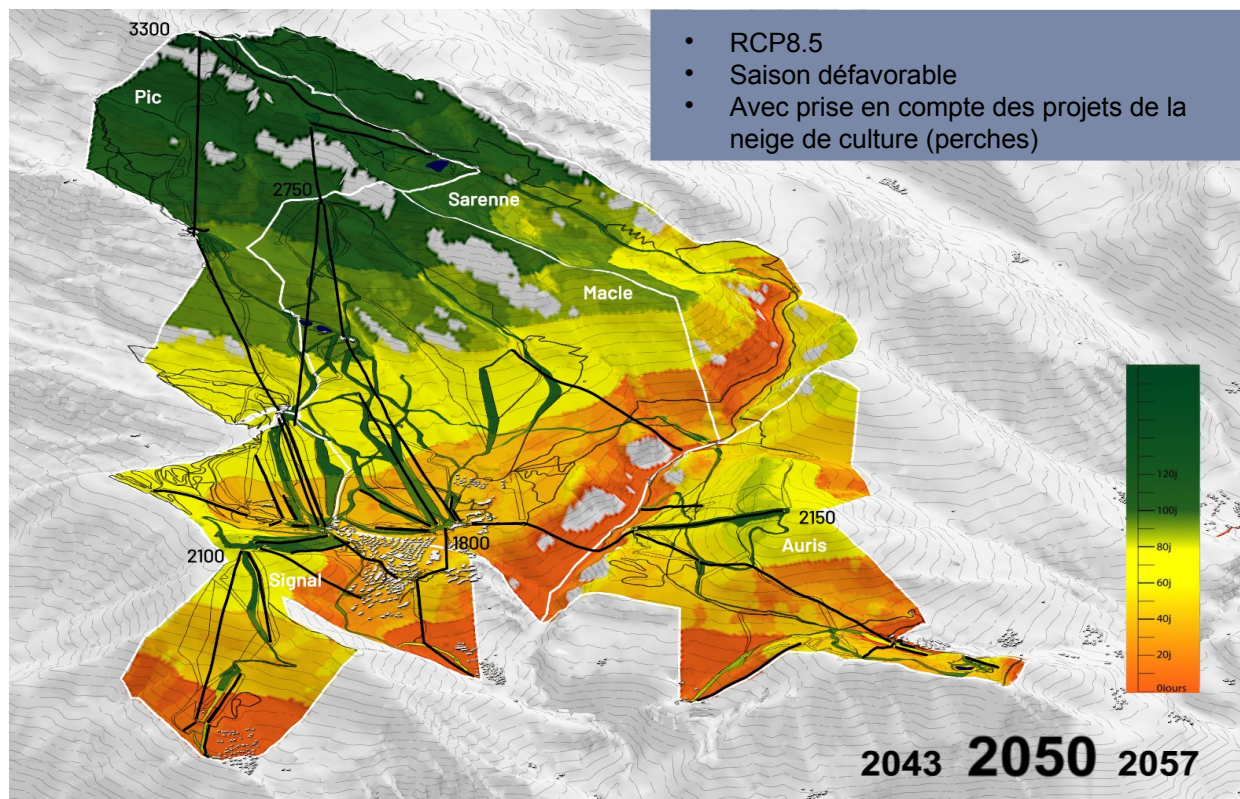 • RCP8.5
• Saison défavorable
• Avec prise en compte des projets de la
neige de culture (perches)
3300
Pic
2750
Sarenne
Macle
2150
Auris
1800
2100
Signal
120j
100j
80j
60j
40j
20j
0iours
2043 2050 2057